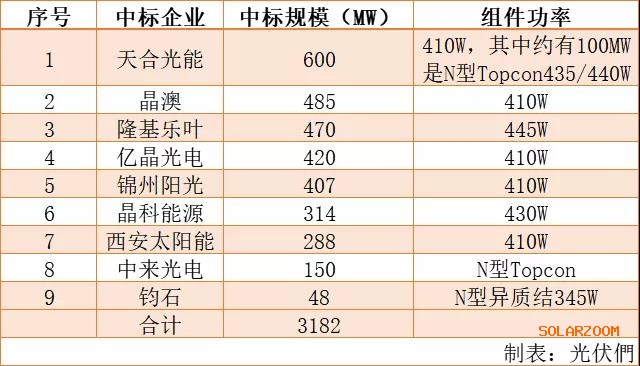 序号 中标企业 中标规模（MW） 组件功率
1 天合光能 600 410W，其中约有100MW
是N型Topcon435/440W
2 晶澳 485 410W
3 隆基乐叶 470 445W
4 亿晶光电 420 410W
5 锦州阳光 407 410W
6 晶科能源 314 430W
7 西安太阳能 288 410W
8 中来光电 150 N型Topcon
9 钧石 48 N型异质结345W
合计 3182
SOLARZOOM
制表：光伏們